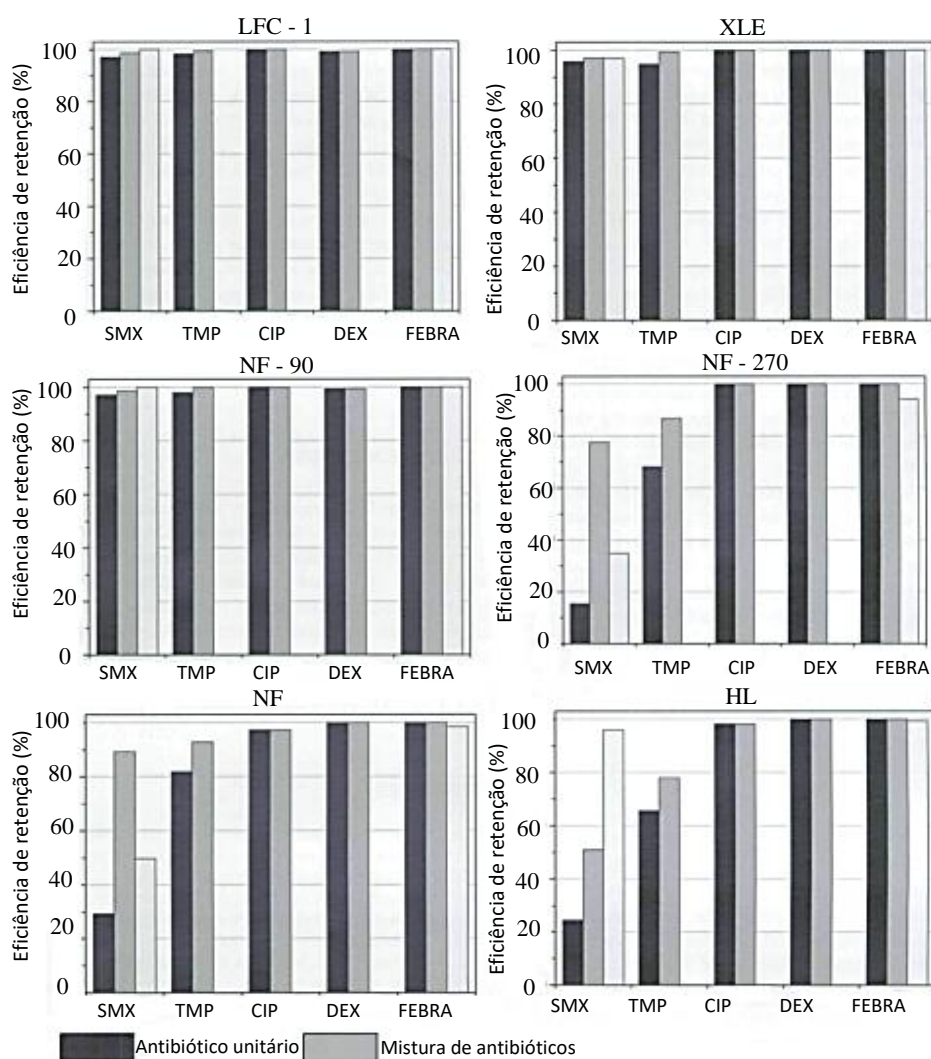 LFC - 1
Eficiência de retenção (%)
100
80
60
40
20
0
SMX TMP CIP DEX FEBRA
XLE
Eficiência de retenção (%)
100
80
60
40
20
0
SMX TMP CIP DEX FEBRA
NF - 90
Eficiência de retenção (%)
100
80
60
40
20
0
SMX TMP CIP DEX FEBRA
NF - 270
Eficiência de retenção (%)
100
80
60
40
20
0
SMX TMP CIP DEX FEBRA
NF
Eficiência de retenção (%)
100
80
60
40
20
0
SMX TMP CIP DEX FEBRA
HL
Eficiência de retenção (%)
100
80
60
40
20
0
SMX TMP CIP DEX FEBRA
Antibiótico unitário Mistura de antibióticos